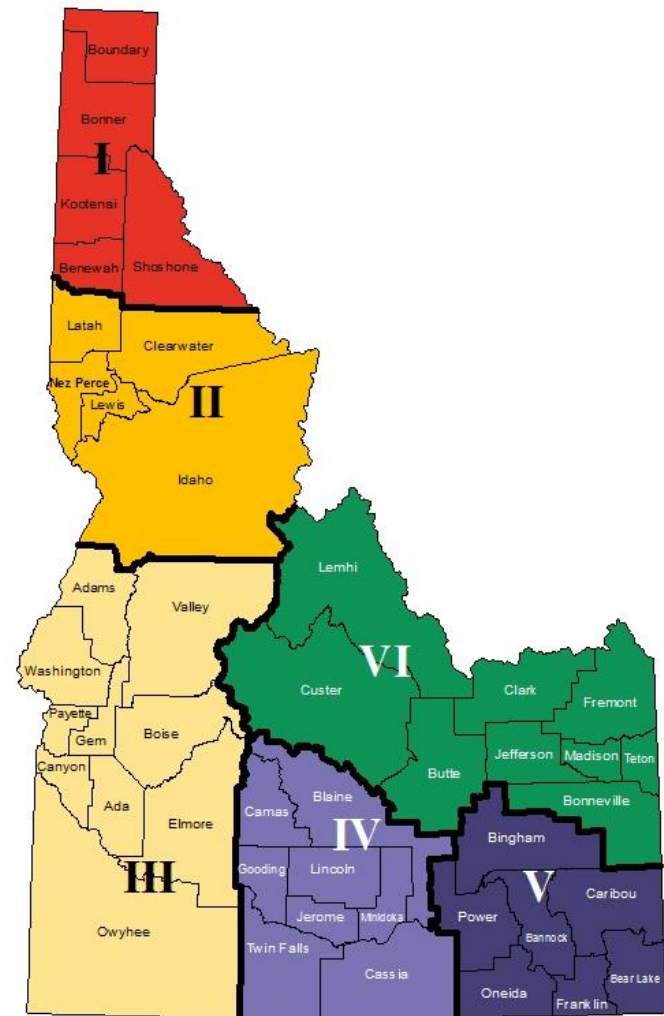 Boundary
Bonner
I
Kootenai
Benewah
Shoshone
Latah
Clearwater
Nez Perce
Lewis
II
Idaho
Adams
Valley
Washington
Payette
Gem
Boise
Canyon
Ada
Elmore
III
Owyhee
Lemhi
VI
Custer
Clark
Fremont
Jefferson
Madison
Teton
Butte
Bonneville
Blaine
Camas
IV
Gooding
Lincoln
Jerome
Minidoka
Twin Falls
Cassia
Bingham
V
Caribou
Power
Bannock
Bear Lake
Oneida
Franklin